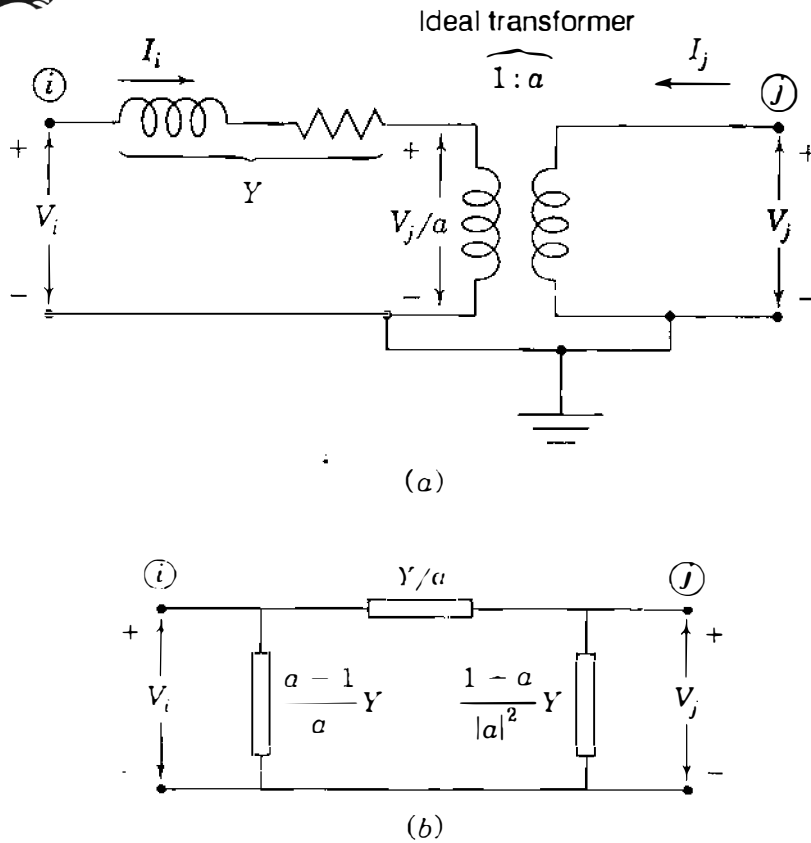 Ideal transformer
1 : a
I_i
I_j
ⓘ
ⓙ
+
+
+
Y
V_i
V_j/a
V_j
−
−
−
(a)
ⓘ
Y/a
ⓙ
+
+
V_i
a − 1
a
Y
1 − a
|a|²
Y
V_j
−
(b)